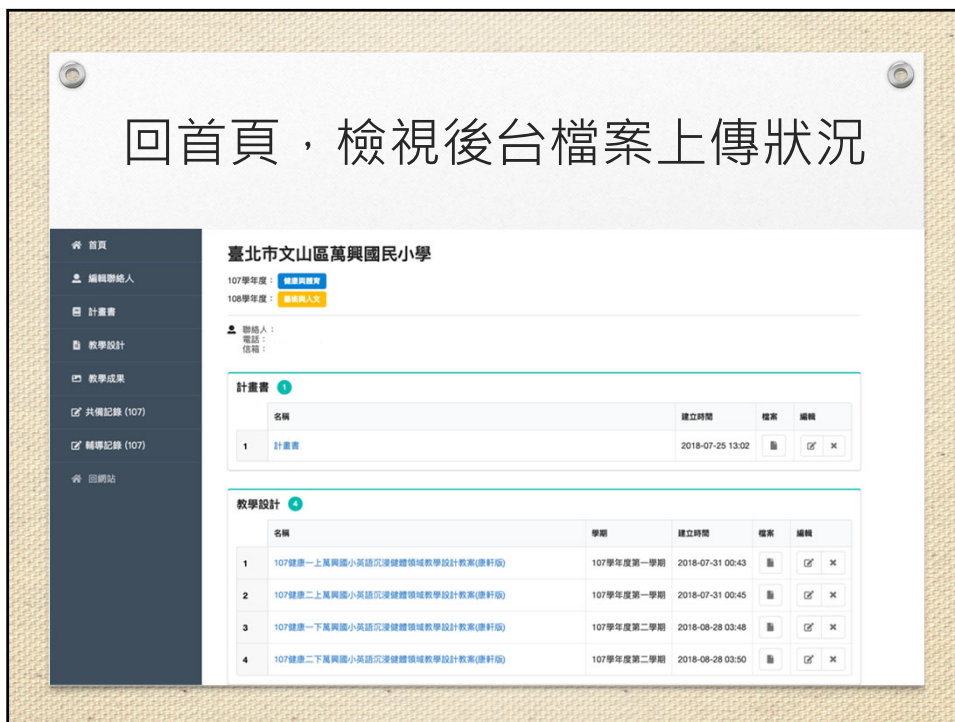 回首頁，檢視後台檔案上傳狀況
首頁
編輯聯絡人
計畫書
教學設計
教學成果
共備記錄 (107)
輔導記錄 (107)
回網站
臺北市文山區萬興國民小學
107學年度： 健康與體育
108學年度： 藝術與人文
聯絡人：
電話：
信箱：
計畫書 1
名稱 建立時間 檔案 編輯
1 計畫書 2018-07-25 13:02
教學設計 4
名稱 學期 建立時間 檔案 編輯
1 107健康一上萬興國小英語沉浸健體領域教學設計教案(康軒版) 107學年度第一學期 2018-07-31 00:43
2 107健康二上萬興國小英語沉浸健體領域教學設計教案(康軒版) 107學年度第一學期 2018-07-31 00:45
3 107健康一下萬興國小英語沉浸健體領域教學設計教案(康軒版) 107學年度第二學期 2018-08-28 03:48
4 107健康二下萬興國小英語沉浸健體領域教學設計教案(康軒版) 107學年度第二學期 2018-08-28 03:50